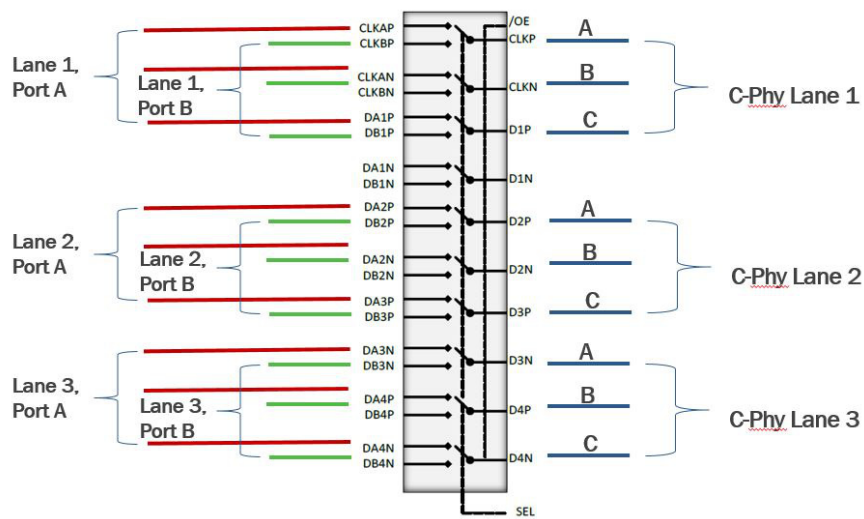 Lane 1,
Port A
Lane 1,
Port B
Lane 2,
Port A
Lane 2,
Port B
Lane 3,
Port A
Lane 3,
Port B
CLKAP
CLKBP
CLKAN
CLKBN
DA1P
DB1P
DA1N
DB1N
DA2P
DB2P
DA2N
DB2N
DA3P
DB3P
DA3N
DB3N
DA4P
DB4P
DA4N
DB4N
/OE
CLKP
CLKN
D1P
D1N
D2P
D2N
D3P
D3N
D4P
D4N
SEL
A
B
C
C-Phy Lane 1
A
B
C
C-Phy Lane 2
A
B
C
C-Phy Lane 3